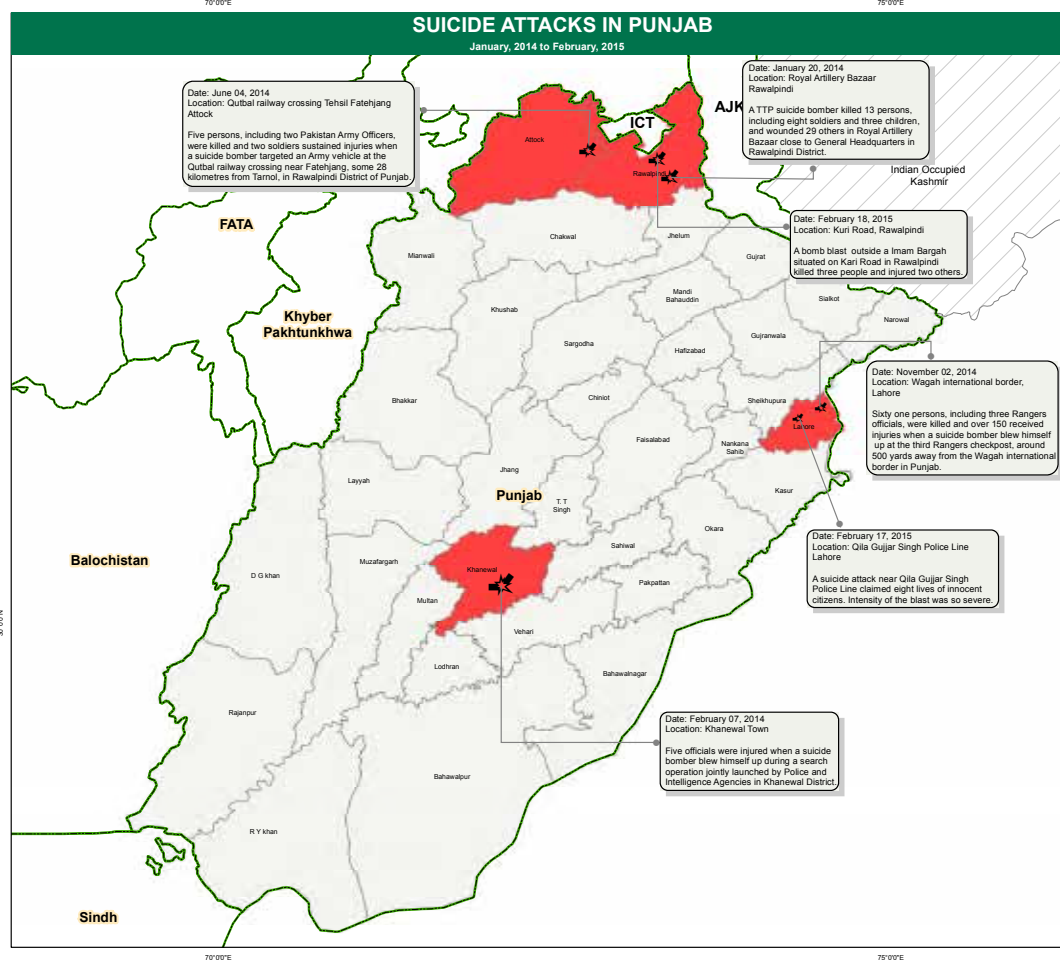 70°0'0"E
75°0'0"E
SUICIDE ATTACKS IN PUNJAB
January, 2014 to February, 2015
Date: June 04, 2014
Location: Qutbal railway crossing Tehsil Fatehjang
Attock
Five persons, including two Pakistan Army Officers,
were killed and two soldiers sustained injuries when
a suicide bomber targeted an Army vehicle at the
Qutbal railway crossing near Fatehjang, some 28
kilometres from Tarnol, in Rawalpindi District of Punjab.
Date: January 20, 2014
Location: Royal Artillery Bazaar
Rawalpindi
A TTP suicide bomber killed 13 persons,
including eight soldiers and three children,
and wounded 29 others in Royal Artillery
Bazaar close to General Headquarters in
Rawalpindi District.
AJK
ICT
Attock
Rawalpindi
Indian Occupied
Kashmir
Date: February 18, 2015
Location: Kuri Road, Rawalpindi
A bomb blast outside a Imam Bargah
situated on Kari Road in Rawalpindi
killed three people and injured two others.
FATA
Chakwal
Jhelum
Mianwali
Gujrat
Khyber
Pakhtunkhwa
Khushab
Mandi
Bahauddin
Sialkot
Narowal
Sargodha
Hafizabad
Gujranwala
Date: November 02, 2014
Location: Wagah international border,
Lahore
Sixty one persons, including three Rangers
officials, were killed and over 150 received
injuries when a suicide bomber blew himself
up at the third Rangers checkpost, around
500 yards away from the Wagah international
border in Punjab.
Bhakkar
Chiniot
Sheikhupura
Lahore
Faisalabad
Nankana
Sahib
Layyah
Jhang
Punjab
T. T
Singh
Kasur
Okara
Date: February 17, 2015
Location: Qila Gujjar Singh Police Line
Lahore
A suicide attack near Qila Gujjar Singh
Police Line claimed eight lives of innocent
citizens. Intensity of the blast was so severe.
Balochistan
D G khan
Muzafargarh
Khanewal
Sahiwal
Pakpattan
Multan
Vehari
30°0'0"N
Lodhran
Bahawalnagar
Rajanpur
Date: February 07, 2014
Location: Khanewal Town
Five officials were injured when a suicide
bomber blew himself up during a search
operation jointly launched by Police and
Intelligence Agencies in Khanewal District.
Bahawalpur
R Y khan
Sindh
70°0'0"E
75°0'0"E